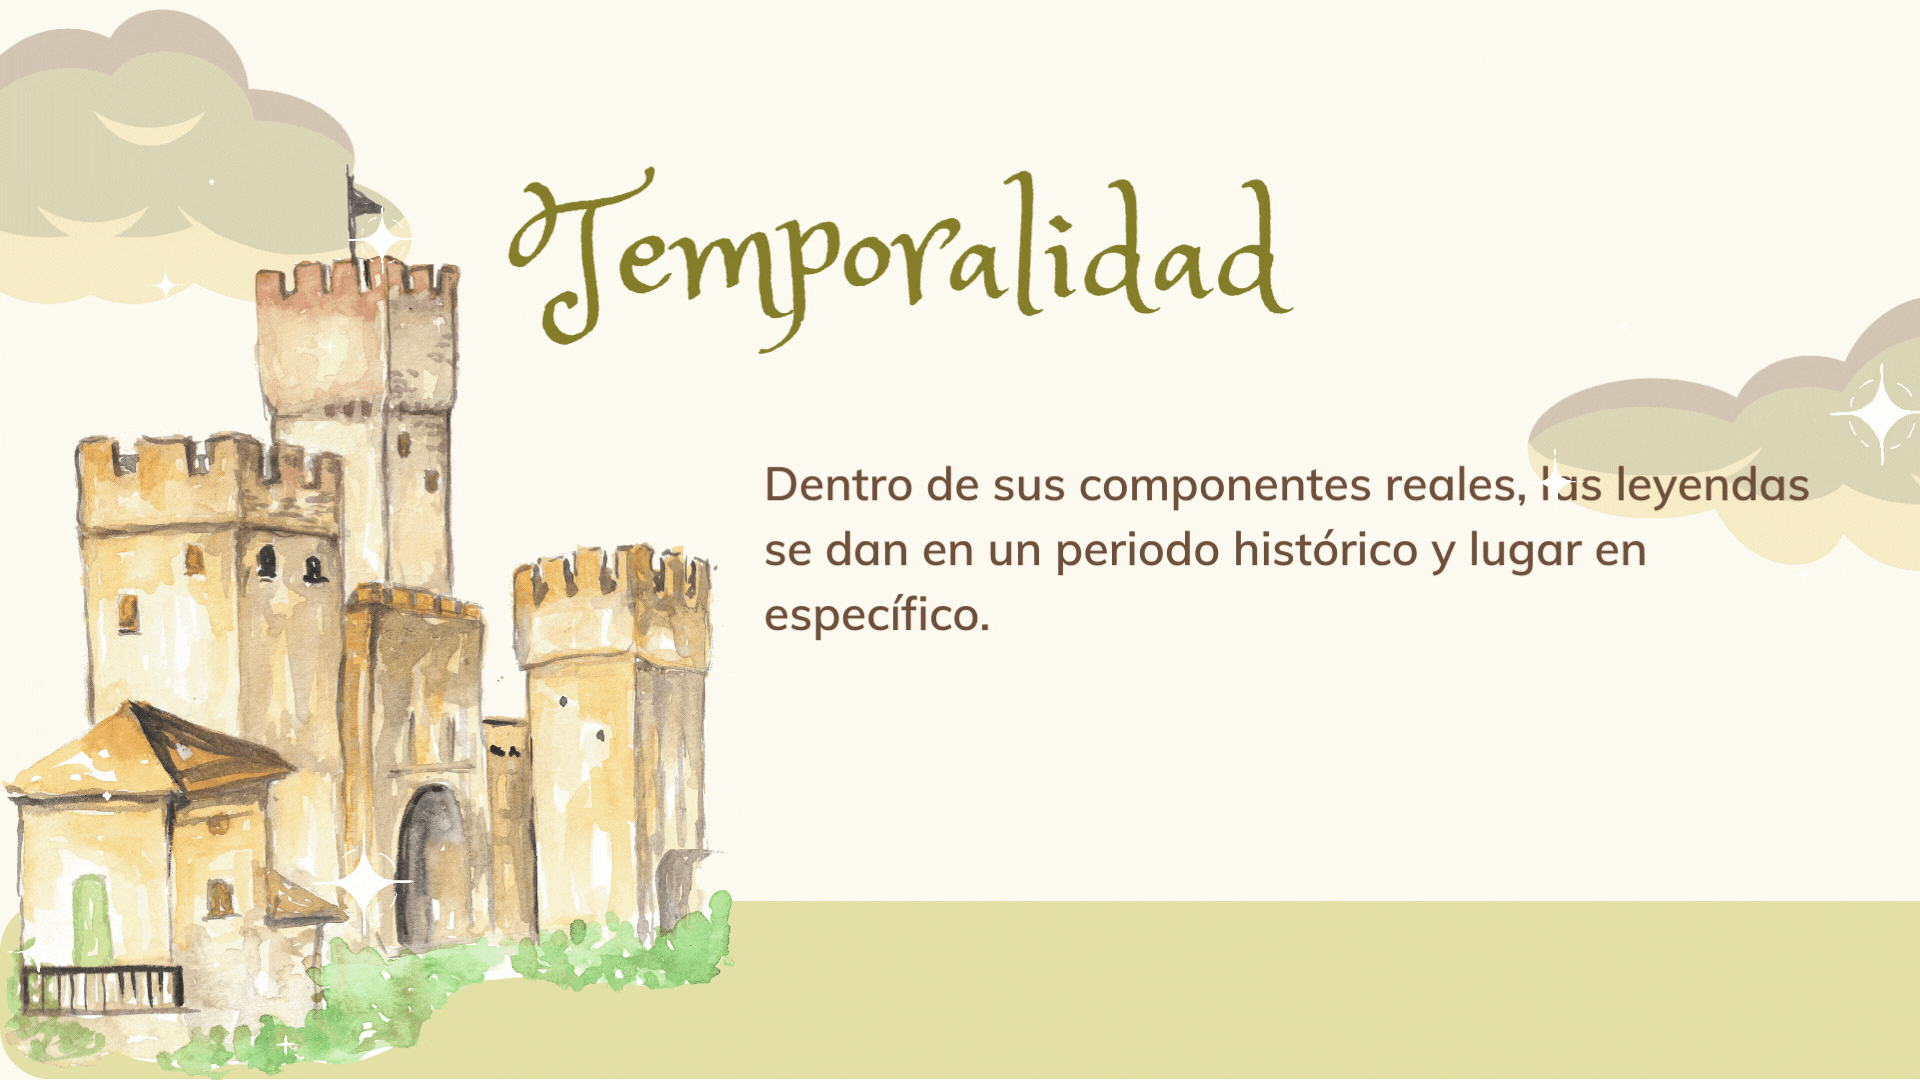 Temporalidad
Dentro de sus componentes reales, las leyendas
se dan en un periodo histórico y lugar en
específico.